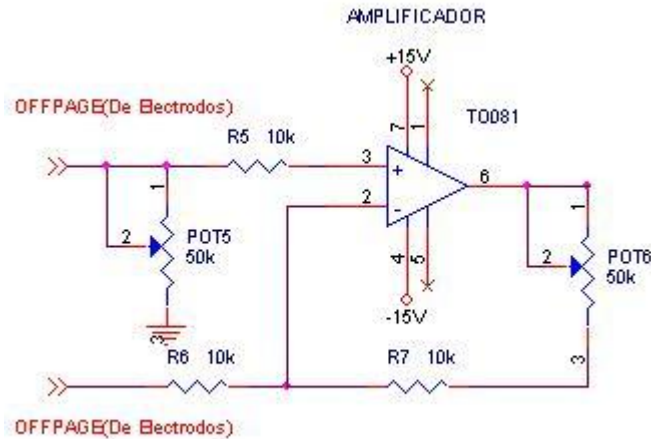 AMPLIFICADOR
+15V
OFFPAGE(De Electrodos)
TO081
7
1
R5 10k
3
+
6
2
-
1
1
2
POT5
50k
4
5
2
POT6
50k
-15V
3
R6 10k
R7 10k
3
OFFPAGE(De Electrodos)